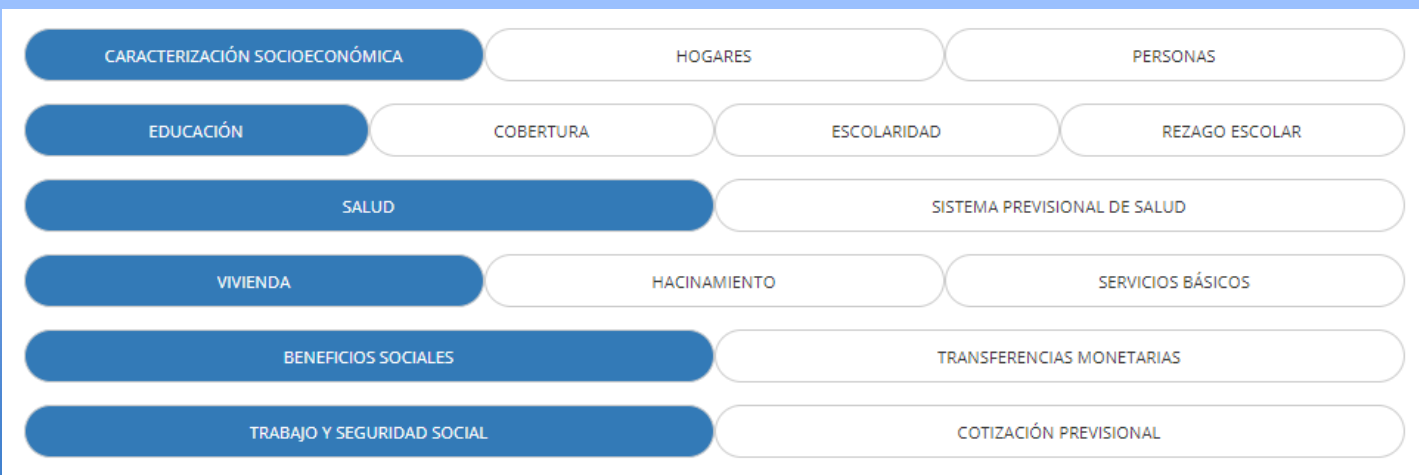 CARACTERIZACIÓN SOCIOECONÓMICA HOGARES PERSONAS
EDUCACIÓN COBERTURA ESCOLARIDAD REZAGO ESCOLAR
SALUD SISTEMA PREVISIONAL DE SALUD
VIVIENDA HACINAMIENTO SERVICIOS BÁSICOS
BENEFICIOS SOCIALES TRANSFERENCIAS MONETARIAS
TRABAJO Y SEGURIDAD SOCIAL COTIZACIÓN PREVISIONAL